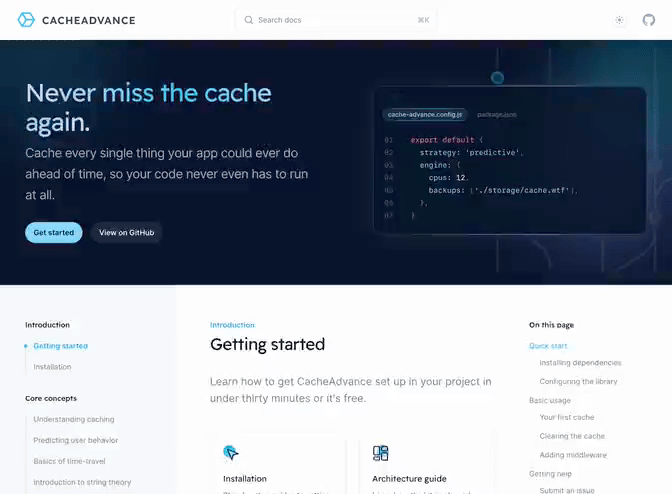 CACHEADVANCE
Search docs
⌘K
Never miss the cache
again.
Cache every single thing your app could ever do
ahead of time, so your code never even has to run
at all.
Get started
View on GitHub
cache-advance.config.js
package.json
01 export default {
02 strategy: 'predictive',
03 engine: {
04 cpus: 12,
05 backups: ['./storage/cache.wtf'],
06 },
07 }
Introduction
Getting started
Installation
Core concepts
Understanding caching
Predicting user behavior
Basics of time-travel
Introduction to string theory
Introduction
Getting started
Learn how to get CacheAdvance set up in your project in
under thirty minutes or it's free.
Installation
Architecture guide
On this page
Quick start
Installing dependencies
Configuring the library
Basic usage
Your first cache
Clearing the cache
Adding middleware
Getting help
Submit an issue